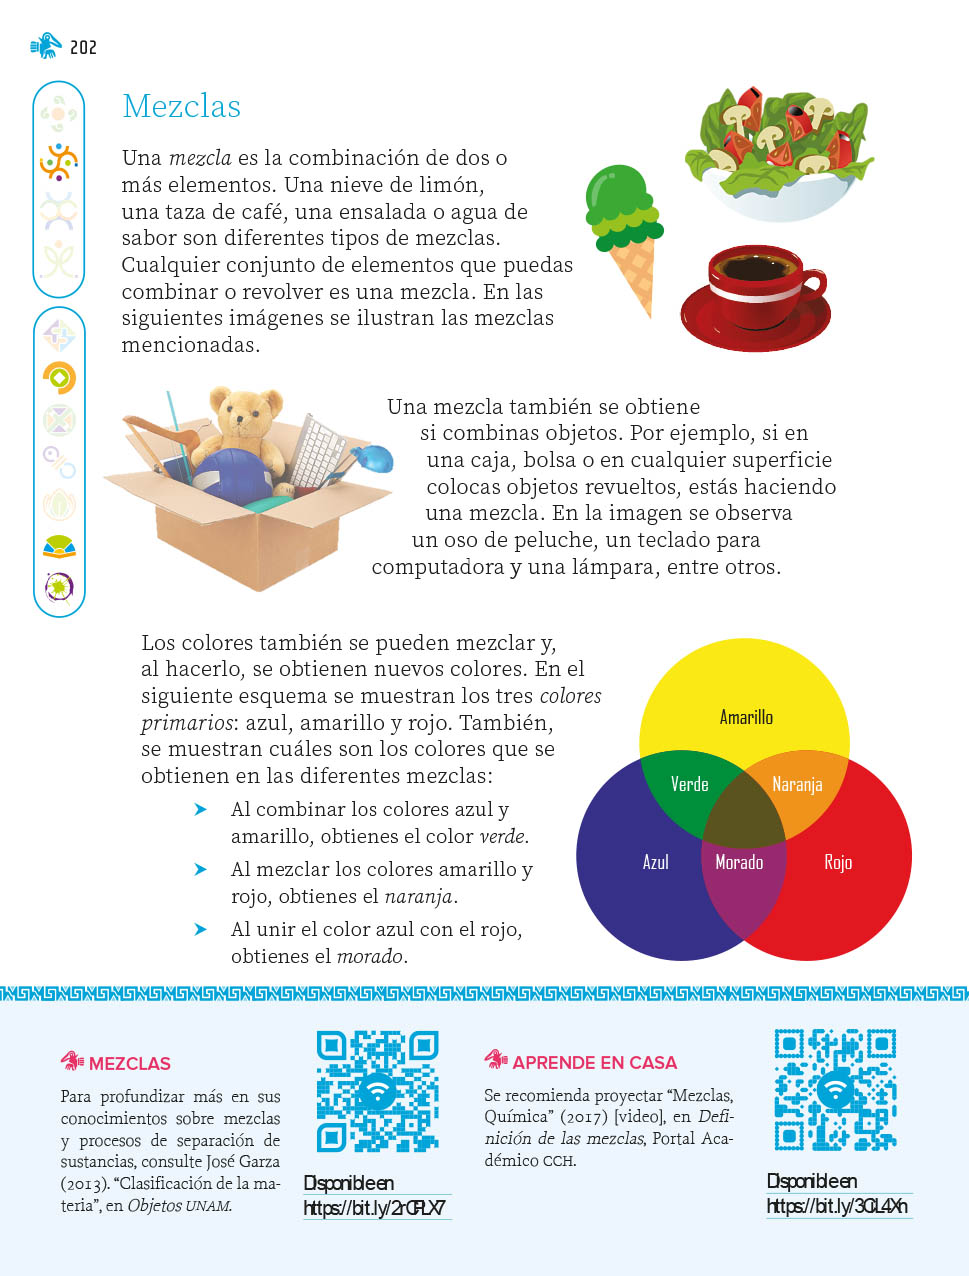 202
Mezclas
Una mezcla es la combinación de dos o
más elementos. Una nieve de limón,
una taza de café, una ensalada o agua de
sabor son diferentes tipos de mezclas.
Cualquier conjunto de elementos que puedas
combinar o revolver es una mezcla. En las
siguientes imágenes se ilustran las mezclas
mencionadas.
Una mezcla también se obtiene
si combinas objetos. Por ejemplo, si en
una caja, bolsa o en cualquier superficie
colocas objetos revueltos, estás haciendo
una mezcla. En la imagen se observa
un oso de peluche, un teclado para
computadora y una lámpara, entre otros.
Los colores también se pueden mezclar y,
al hacerlo, se obtienen nuevos colores. En el
siguiente esquema se muestran los tres colores
primarios: azul, amarillo y rojo. También,
se muestran cuáles son los colores que se
obtienen en las diferentes mezclas:
➤ Al combinar los colores azul y
amarillo, obtienes el color verde.
➤ Al mezclar los colores amarillo y
rojo, obtienes el naranja.
➤ Al unir el color azul con el rojo,
obtienes el morado.
Amarillo
Verde
Naranja
Azul
Morado
Rojo
MEZCLAS
Para profundizar más en sus
conocimientos sobre mezclas
y procesos de separación de
sustancias, consulte José Garza
(2013). “Clasificación de la ma-
teria”, en Objetos UNAM.
Disponible en
https://bit.ly/2rCPLX7
APRENDE EN CASA
Se recomienda proyectar “Mezclas,
Química” (2017) [video], en Defi-
nición de las mezclas, Portal Aca-
démico CCH.
Disponible en
https://bit.ly/3CiL4Xn